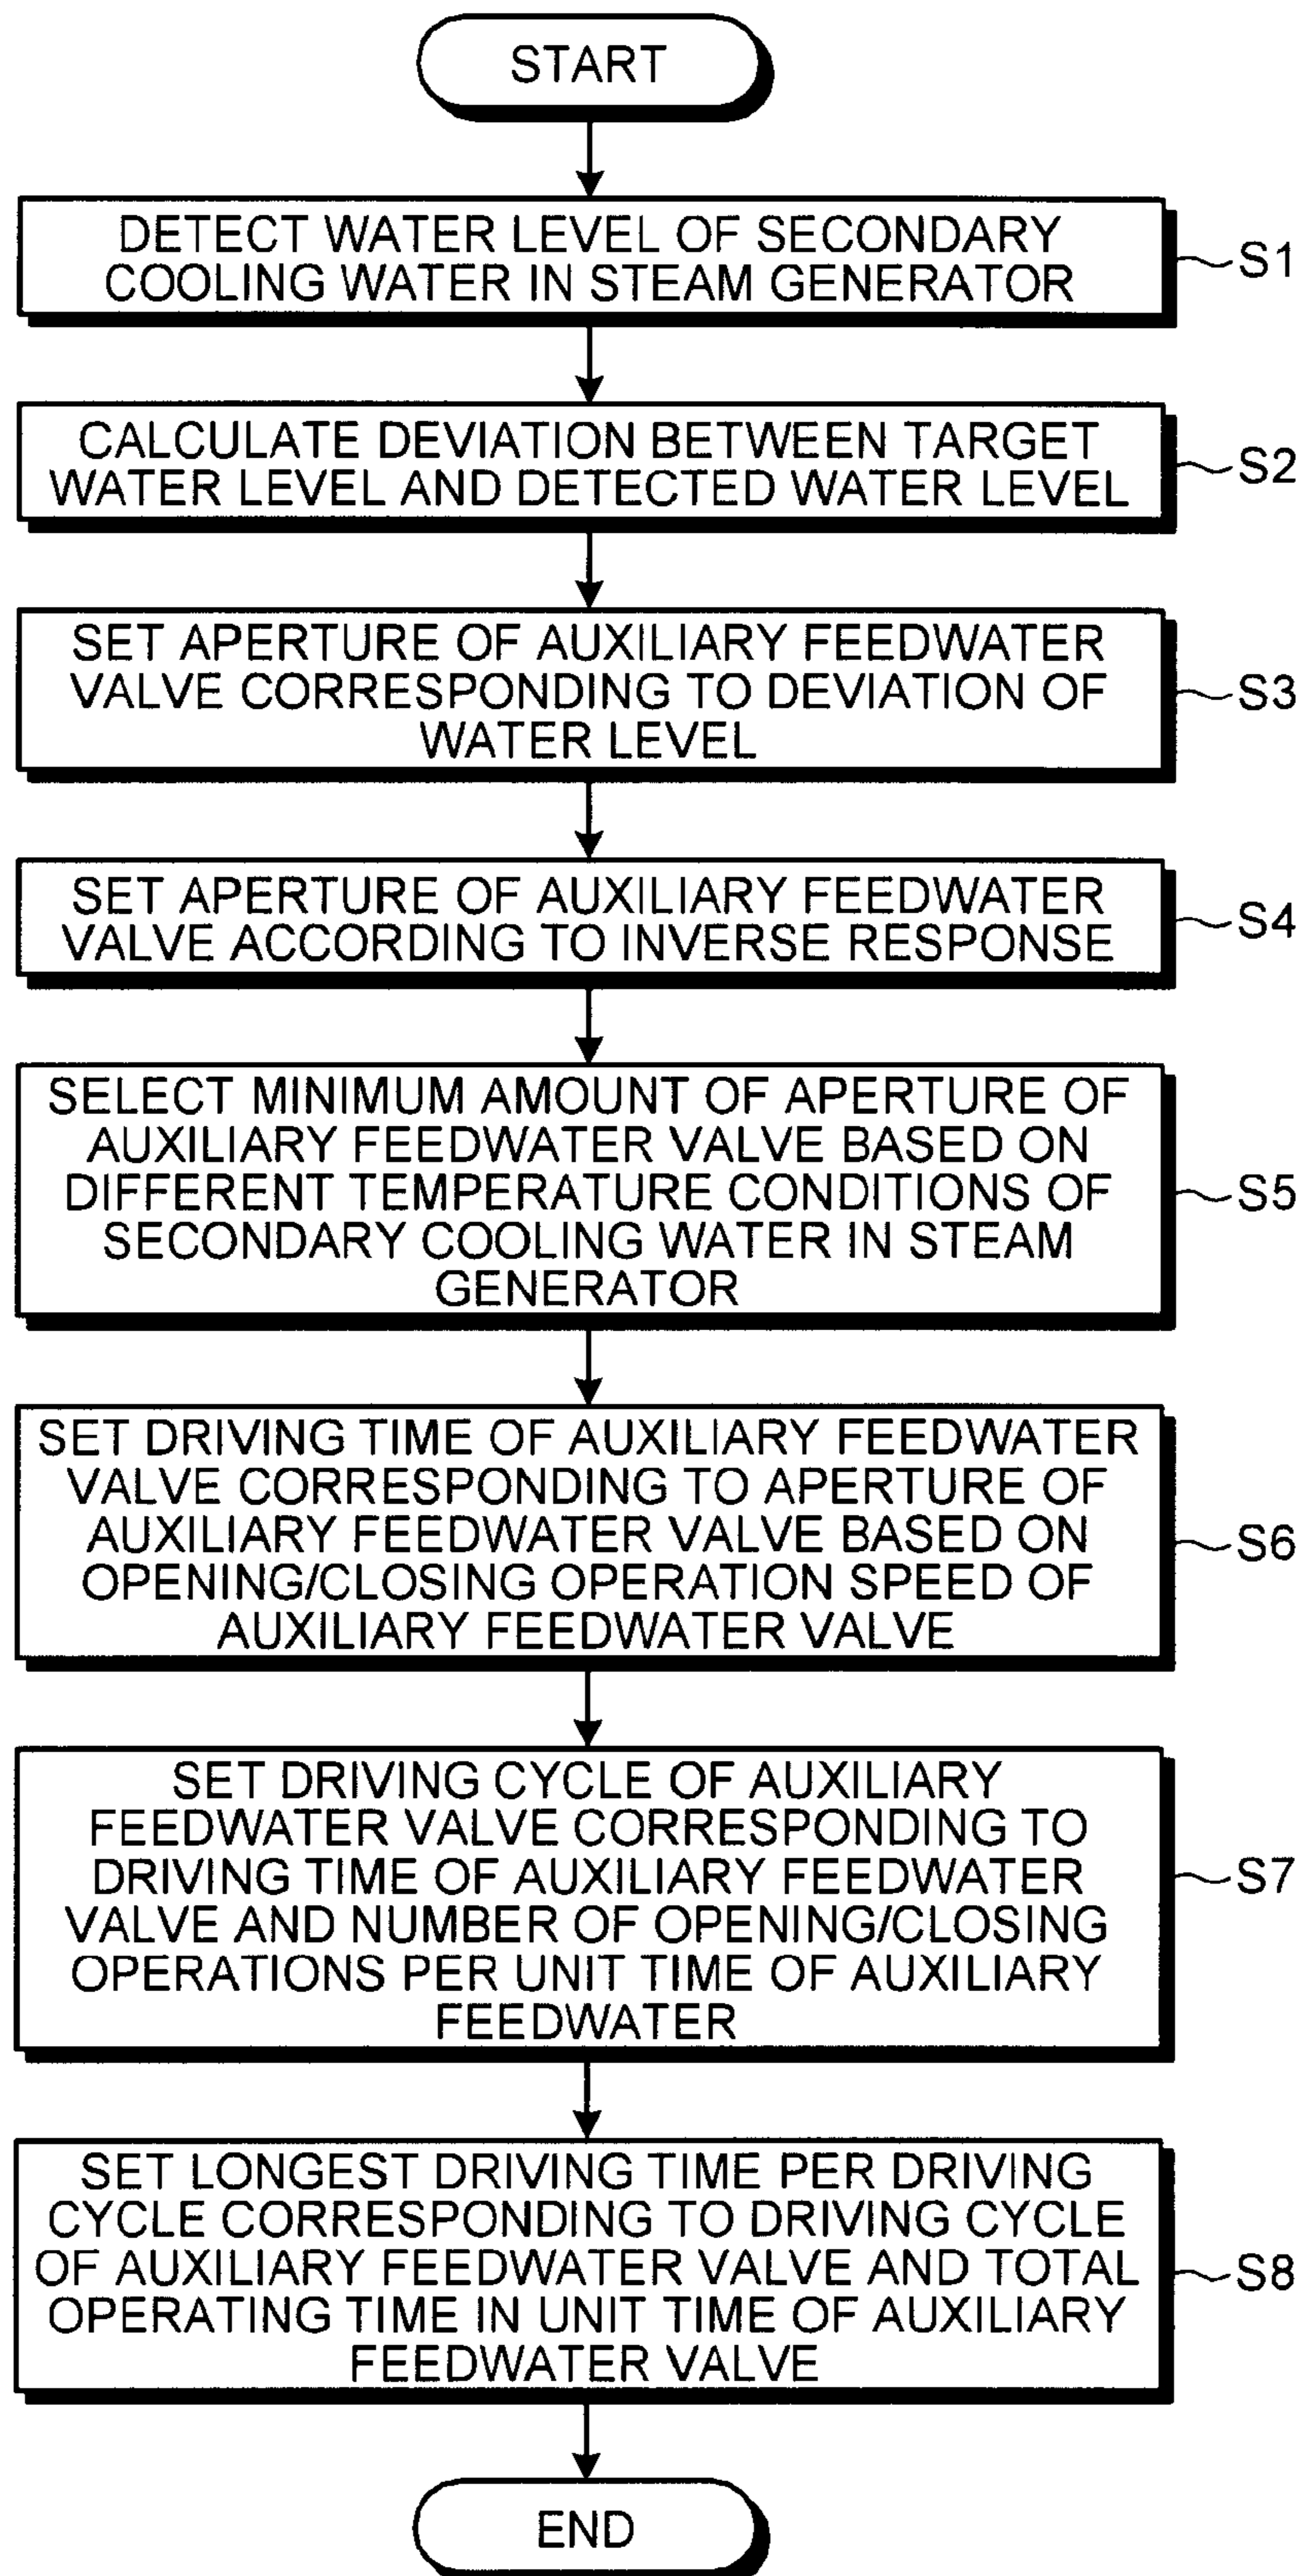 START
DETECT WATER LEVEL OF SECONDARY
COOLING WATER IN STEAM GENERATOR
S1
CALCULATE DEVIATION BETWEEN TARGET
WATER LEVEL AND DETECTED WATER LEVEL
S2
SET APERTURE OF AUXILIARY FEEDWATER
VALVE CORRESPONDING TO DEVIATION OF
WATER LEVEL
S3
SET APERTURE OF AUXILIARY FEEDWATER
VALVE ACCORDING TO INVERSE RESPONSE
S4
SELECT MINIMUM AMOUNT OF APERTURE OF
AUXILIARY FEEDWATER VALVE BASED ON
DIFFERENT TEMPERATURE CONDITIONS OF
SECONDARY COOLING WATER IN STEAM
GENERATOR
S5
SET DRIVING TIME OF AUXILIARY FEEDWATER
VALVE CORRESPONDING TO APERTURE OF
AUXILIARY FEEDWATER VALVE BASED ON
OPENING/CLOSING OPERATION SPEED OF
AUXILIARY FEEDWATER VALVE
S6
SET DRIVING CYCLE OF AUXILIARY
FEEDWATER VALVE CORRESPONDING TO
DRIVING TIME OF AUXILIARY FEEDWATER
VALVE AND NUMBER OF OPENING/CLOSING
OPERATIONS PER UNIT TIME OF AUXILIARY
FEEDWATER
S7
SET LONGEST DRIVING TIME PER DRIVING
CYCLE CORRESPONDING TO DRIVING CYCLE
OF AUXILIARY FEEDWATER VALVE AND TOTAL
OPERATING TIME IN UNIT TIME OF AUXILIARY
FEEDWATER VALVE
S8
END